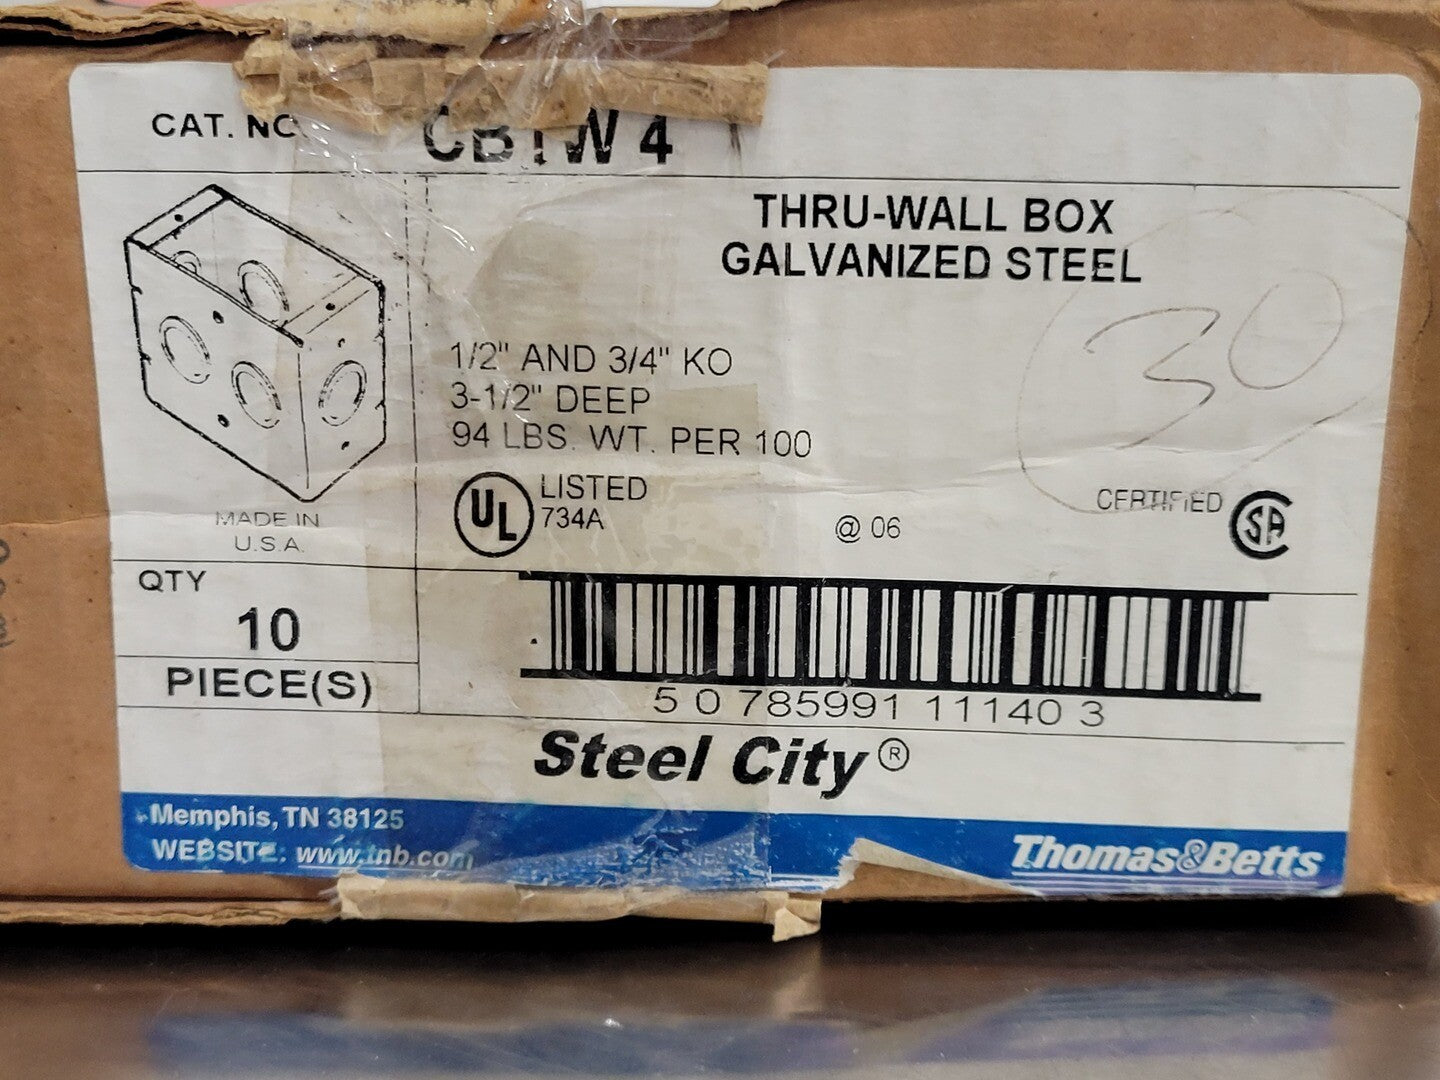 CAT. NO. CBTW 4
THRU-WALL BOX
GALVANIZED STEEL
1/2" AND 3/4" KO
3-1/2" DEEP
94 LBS. WT. PER 100
30
UL LISTED
734A
@ 06
CERTIFIED SA
MADE IN
U.S.A.
QTY
10
PIECE(S)
5 0 785991 11140 3
Steel City®
Memphis, TN 38125
WEBSITE: www.tnb.com
Thomas&Betts